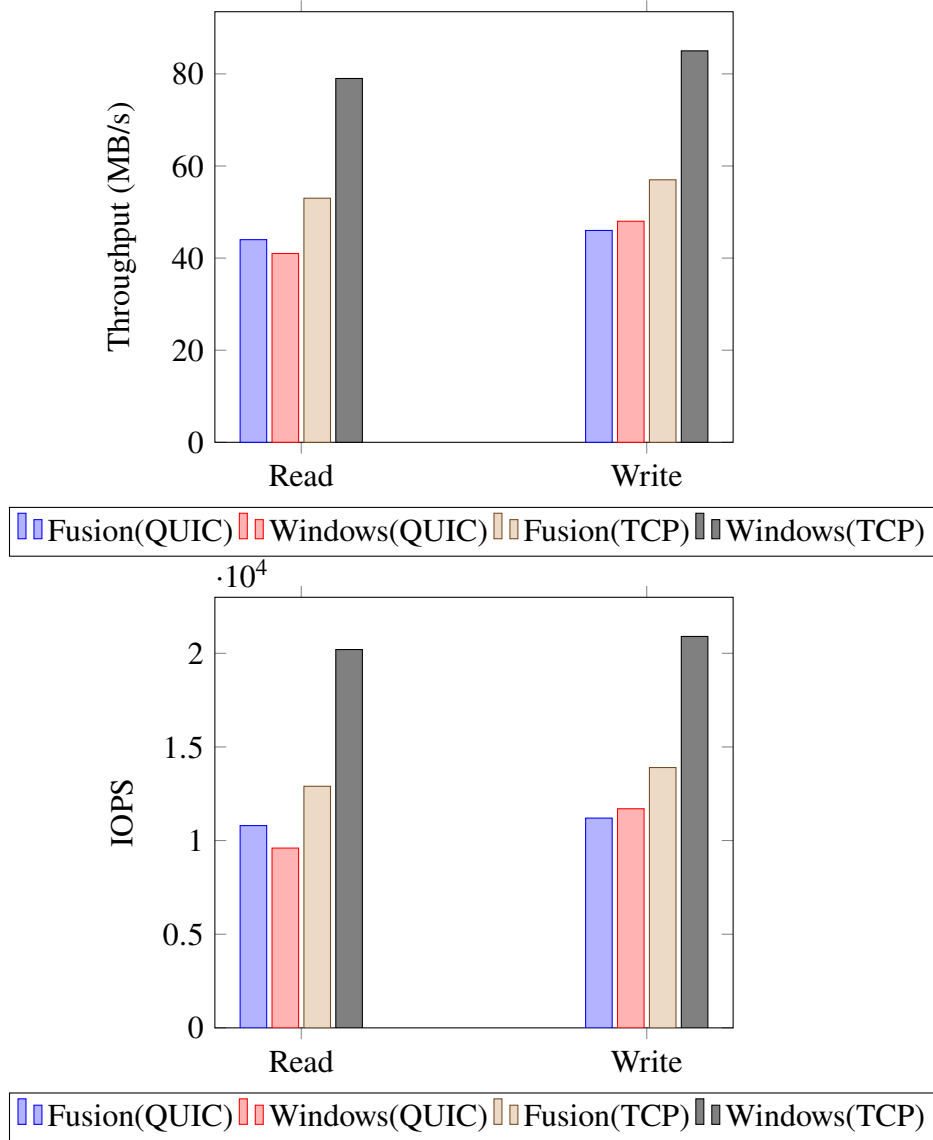 80
60
40
20
0
Throughput (MB/s)
Read Write
Fusion(QUIC) Windows(QUIC) Fusion(TCP) Windows(TCP)
·10^4
2
1.5
1
0.5
0
IOPS
Read Write
Fusion(QUIC) Windows(QUIC) Fusion(TCP) Windows(TCP)